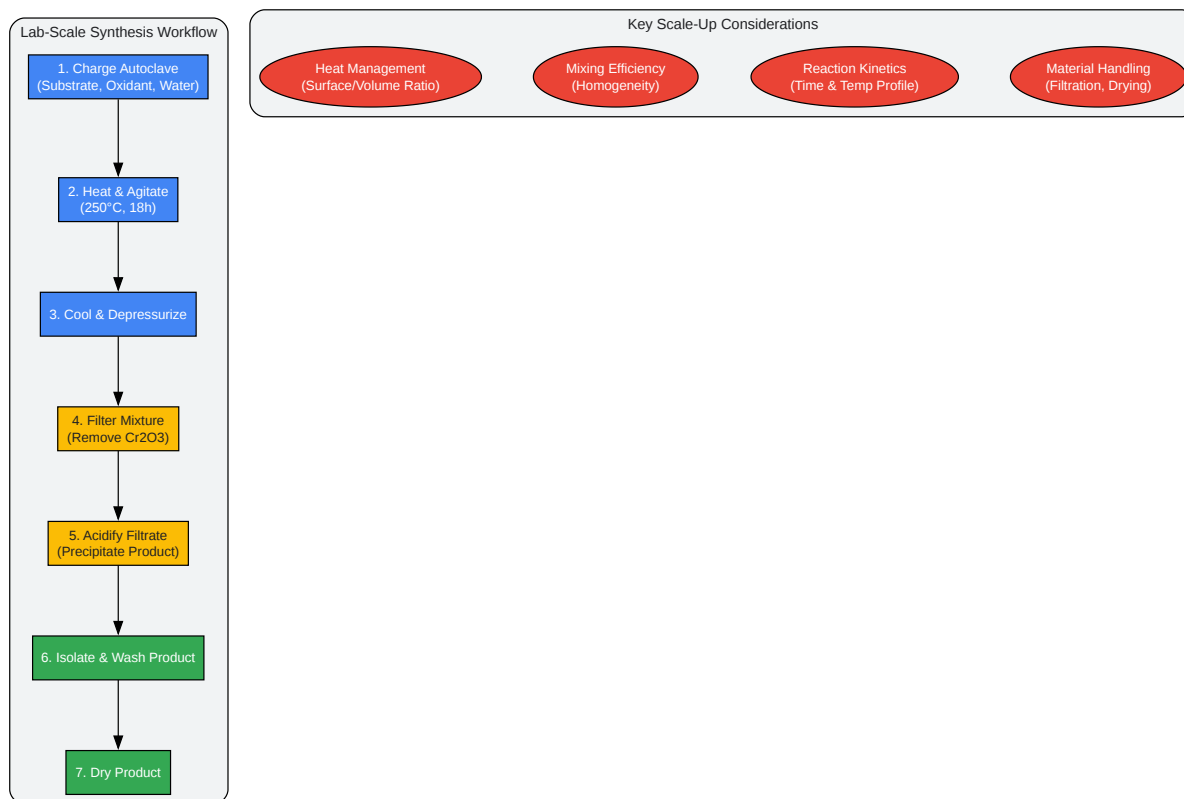 Lab-Scale Synthesis Workflow
1. Charge Autoclave
(Substrate, Oxidant, Water)
2. Heat & Agitate
(250°C, 18h)
3. Cool & Depressurize
4. Filter Mixture
(Remove Cr2O3)
5. Acidify Filtrate
(Precipitate Product)
6. Isolate & Wash Product
7. Dry Product
Key Scale-Up Considerations
Heat Management
(Surface/Volume Ratio)
Mixing Efficiency
(Homogeneity)
Reaction Kinetics
(Time & Temp Profile)
Material Handling
(Filtration, Drying)